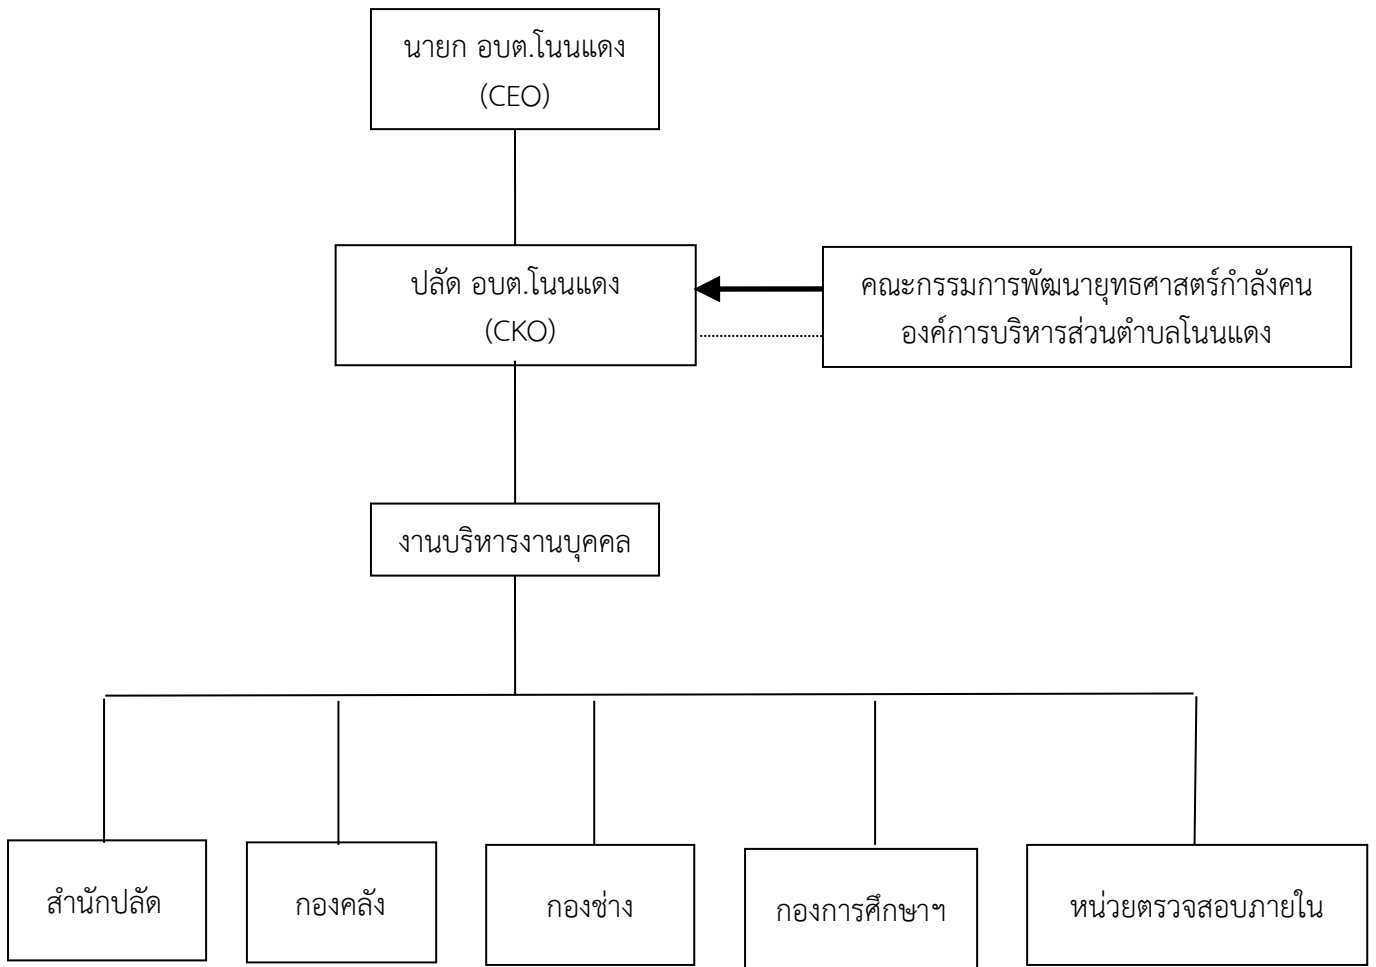 นายก อบต.โนนแดง
(CEO)
ปลัด อบต.โนนแดง
(CKO)
คณะกรรมการพัฒนายุทธศาสตร์กำลังคน
องค์การบริหารส่วนตำบลโนนแดง
งานบริหารงานบุคคล
สำนักปลัด
กองคลัง
กองช่าง
กองการศึกษาฯ
หน่วยตรวจสอบภายใน